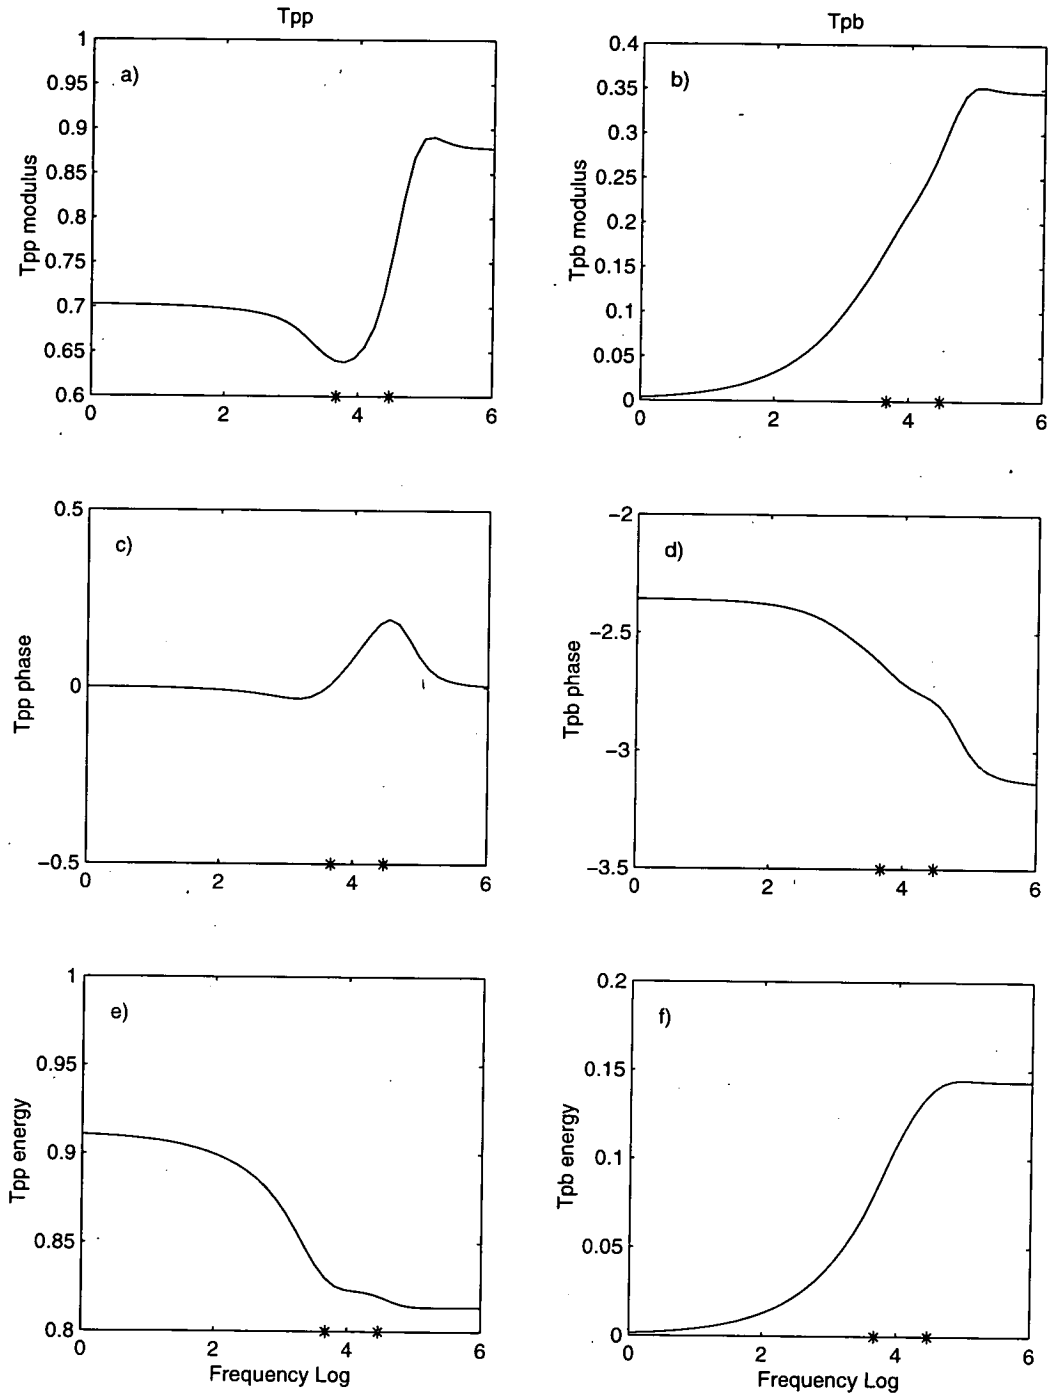 Tpp
1
0.95
0.9
0.85
0.8
0.75
0.7
0.65
0.6
a)
Tpp modulus
0 2 4 6
Tpb
0.4
0.35
0.3
0.25
0.2
0.15
0.1
0.05
0
b)
Tpb modulus
0 2 4 6
0.5
0
−0.5
c)
Tpp phase
0 2 4 6
−2
−2.5
−3
−3.5
d)
Tpb phase
0 2 4 6
1
0.95
0.9
0.85
0.8
e)
Tpp energy
0 2 4 6
Frequency Log
0.2
0.15
0.1
0.05
0
f)
Tpb energy
0 2 4 6
Frequency Log